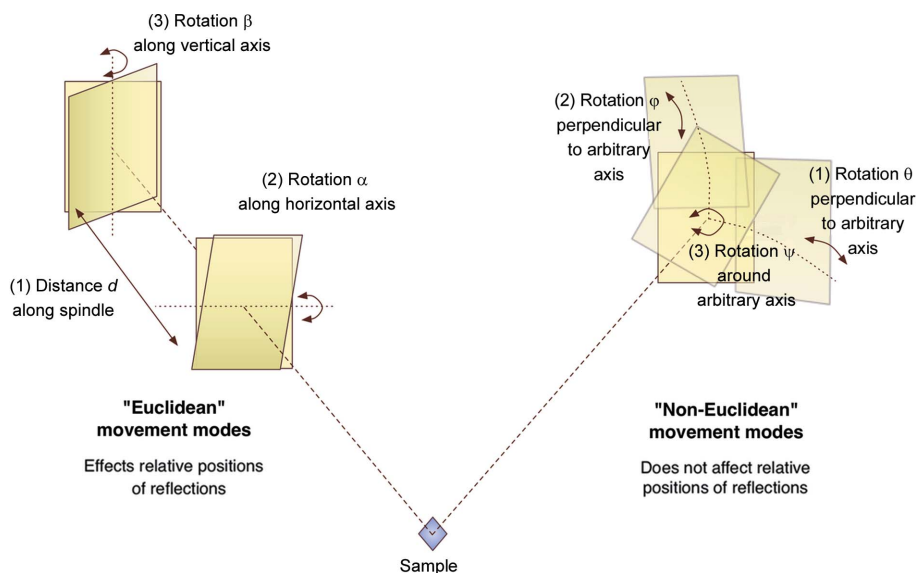 (3) Rotation β
along vertical axis
(2) Rotation α
along horizontal axis
(1) Distance d
along spindle
"Euclidean"
movement modes
Effects relative positions
of reflections
(2) Rotation φ
perpendicular
to arbitrary
axis
(1) Rotation θ
perpendicular
to arbitrary
axis
(3) Rotation ψ
around
arbitrary axis
"Non-Euclidean"
movement modes
Does not affect relative
positions of reflections
Sample